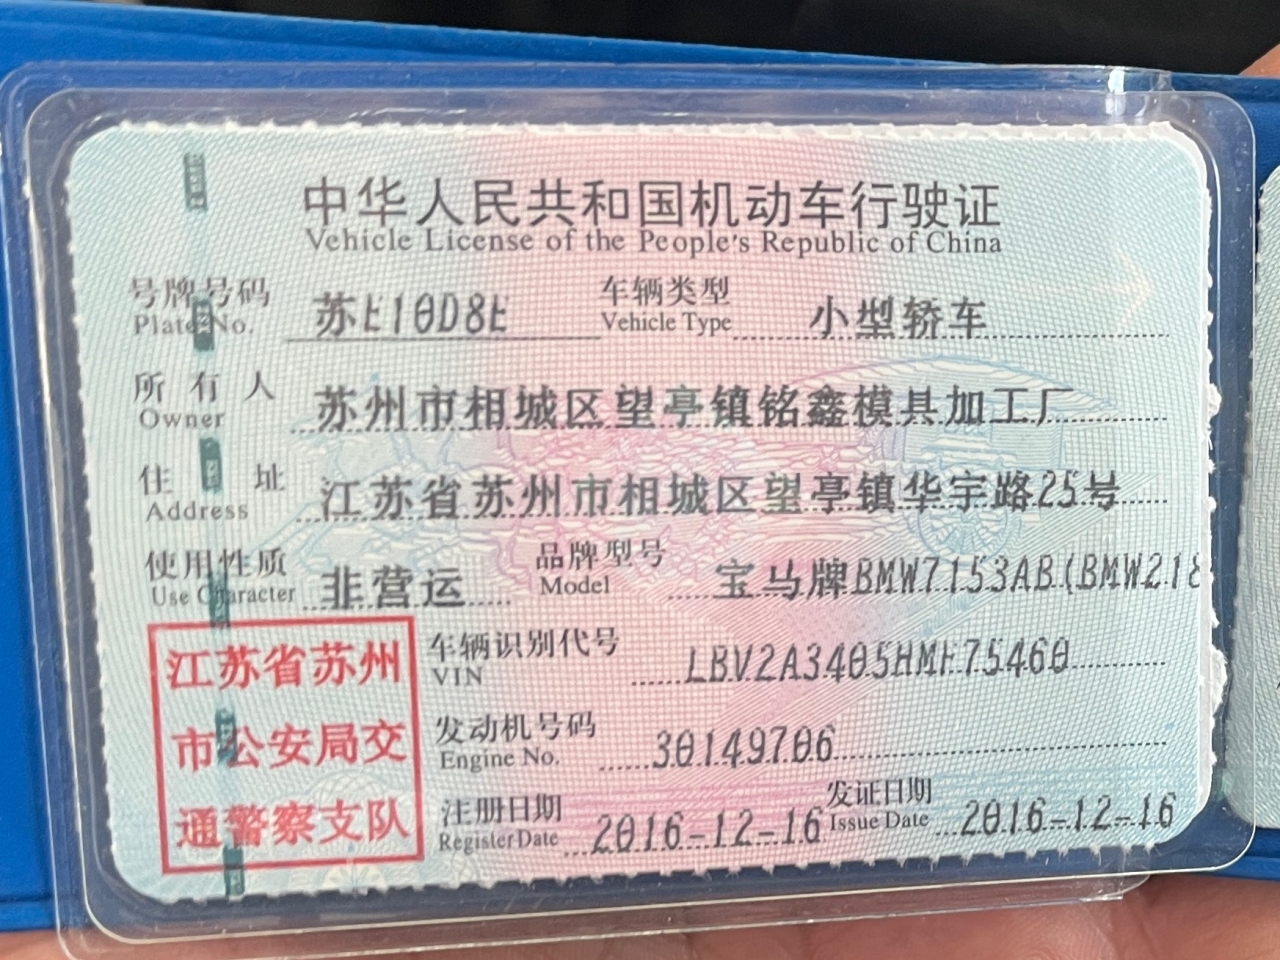 中华人民共和国机动车行驶证
Vehicle License of the People's Republic of China
号牌号码 苏E10D8E 车辆类型 小型轿车
Plate No. Vehicle Type
所有人 苏州市相城区望亭镇铭鑫模具加工厂
Owner
住址 江苏省苏州市相城区望亭镇华宇路25号
Address
使用性质 非营运 品牌型号 宝马牌BMW7153AB(BMW218
Use Character Model
江苏省苏州
市公安局交
通警察支队
车辆识别代号 LBV2A3405HMF75460
VIN
发动机号码 30149706
Engine No.
注册日期 2016-12-16 发证日期 2016-12-16
Register Date Issue Date